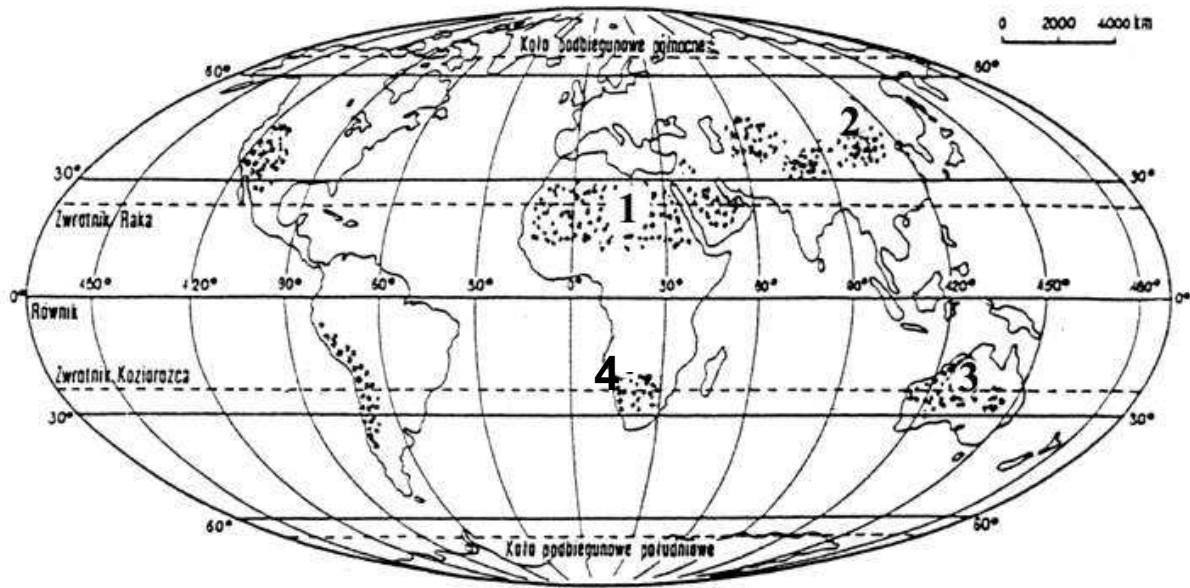 0 2000 4000 km
Koło podbiegunowe północne
60° 60°
2
30° 30°
1
Zwrotnik Raka
150° 120° 90° 60° 30° 0° 30° 60° 90° 120° 150° 180°
0° 0°
Równik
4
3
Zwrotnik Koziorożca
30° 30°
60° 60°
Koło podbiegunowe południowe